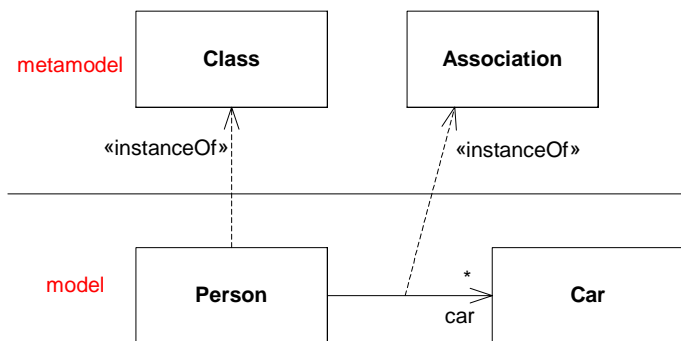 metamodel
Class
Association
«instanceOf»
«instanceOf»
model
Person
*
car
Car